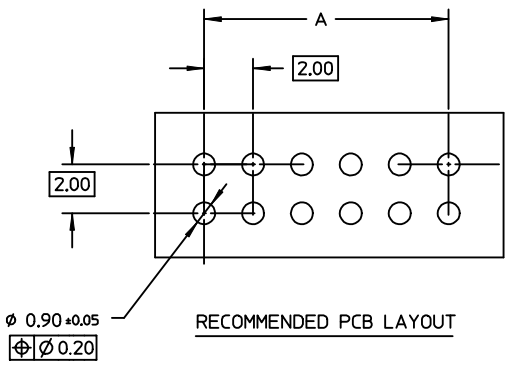 A
2.00
2.00
Ø 0.90 ±0.05
⌖ Ø 0.20
RECOMMENDED PCB LAYOUT